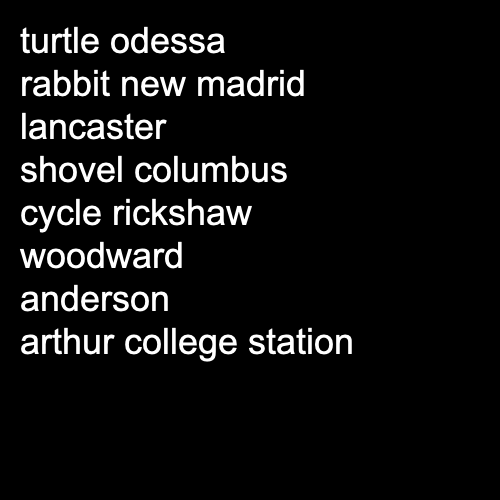 turtle odessa
rabbit new madrid
lancaster
shovel columbus
cycle rickshaw
woodward
anderson
arthur college station